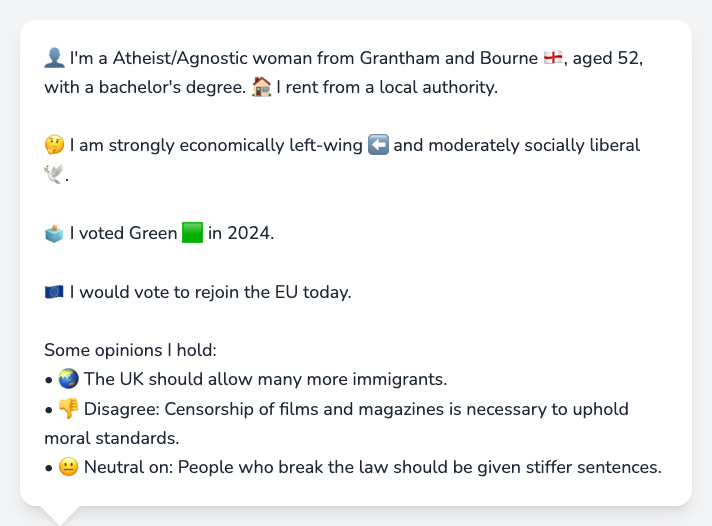 👤 I'm a Atheist/Agnostic woman from Grantham and Bourne 🏴󠁧󠁢󠁥󠁮󠁧󠁿, aged 52,
with a bachelor's degree. 🏠 I rent from a local authority.
🤔 I am strongly economically left-wing ⬅️ and moderately socially liberal
🕊️.
🗳️ I voted Green 🟩 in 2024.
🇪🇺 I would vote to rejoin the EU today.
Some opinions I hold:
• 🌏 The UK should allow many more immigrants.
• 👎 Disagree: Censorship of films and magazines is necessary to uphold
moral standards.
• 😐 Neutral on: People who break the law should be given stiffer sentences.